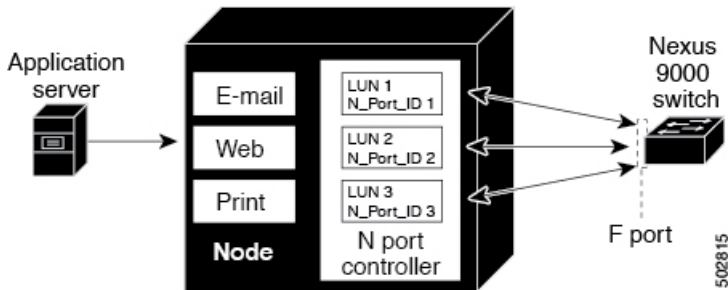 Application
server
E-mail
Web
Print
Node
LUN 1
N_Port_ID 1
LUN 2
N_Port_ID 2
LUN 3
N_Port_ID 3
N port
controller
Nexus
9000
switch
F port
502815